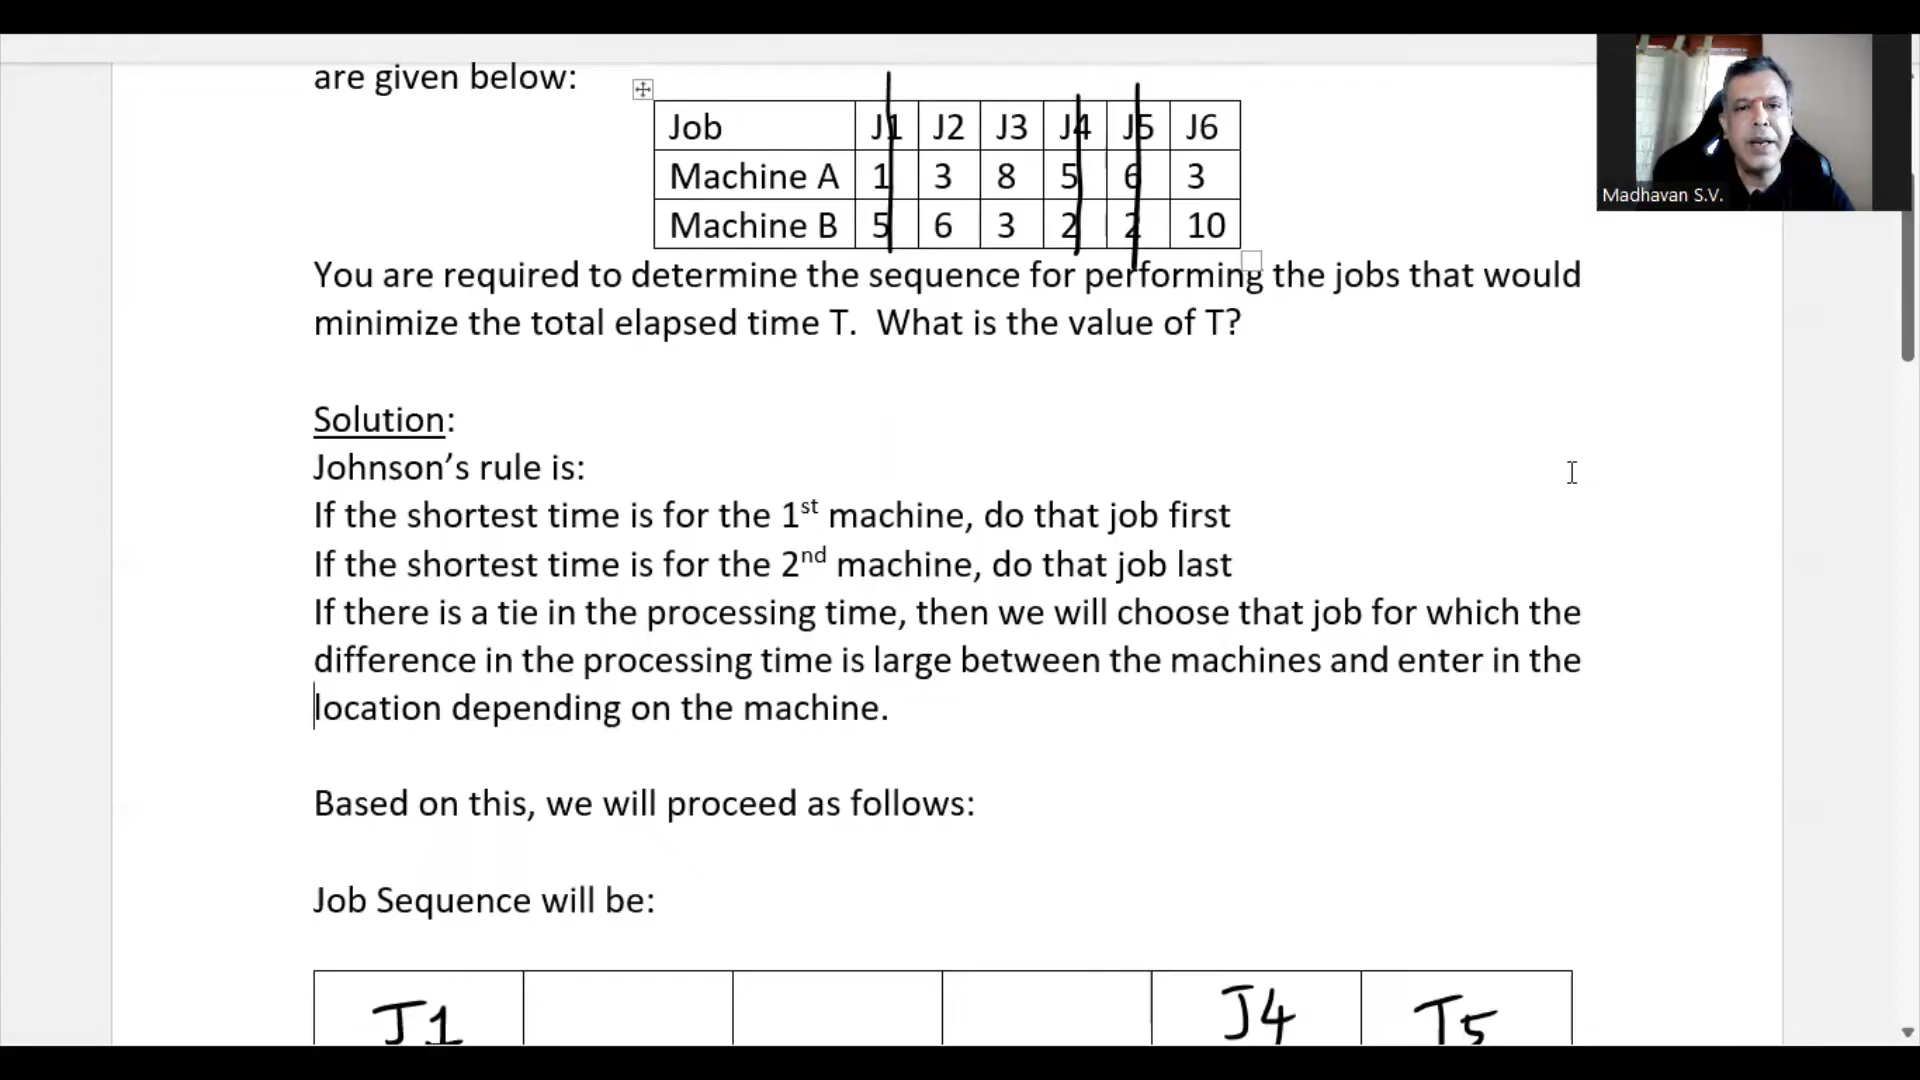 are given below:
Job J1 J2 J3 J4 J5 J6
Machine A 1 3 8 5 6 3
Machine B 5 6 3 2 2 10
You are required to determine the sequence for performing the jobs that would
minimize the total elapsed time T. What is the value of T?
Solution:
Johnson’s rule is:
If the shortest time is for the 1st machine, do that job first
If the shortest time is for the 2nd machine, do that job last
If there is a tie in the processing time, then we will choose that job for which the
difference in the processing time is large between the machines and enter in the
location depending on the machine.
Based on this, we will proceed as follows:
Job Sequence will be:
J1 J4 J5
Madhavan S.V.